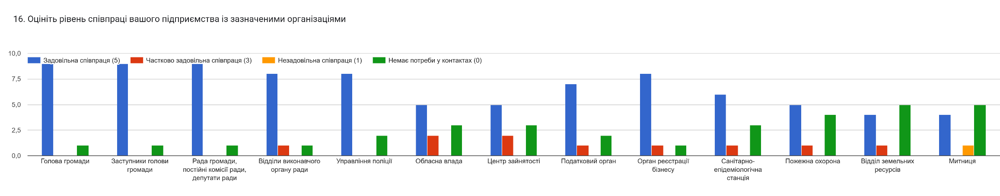 16. Оцініть рівень співпраці вашого підприємства із зазначеними організаціями
10,0
Задовільна співпраця (5)
Частково задовільна співпраця (3)
Незадовільна співпраця (1)
Немає потреби у контактах (0)
7,5
5,0
2,5
0,0
Голова громади
Заступники голови
громади
Рада громади,
постійні комісії ради,
депутати ради
Відділи виконавчого
органу ради
Управління поліції
Обласна влада
Центр зайнятості
Податковий орган
Орган реєстрації
бізнесу
Санітарно-
епідеміологічна
станція
Пожежна охорона
Відділ земельних
ресурсів
Митниця